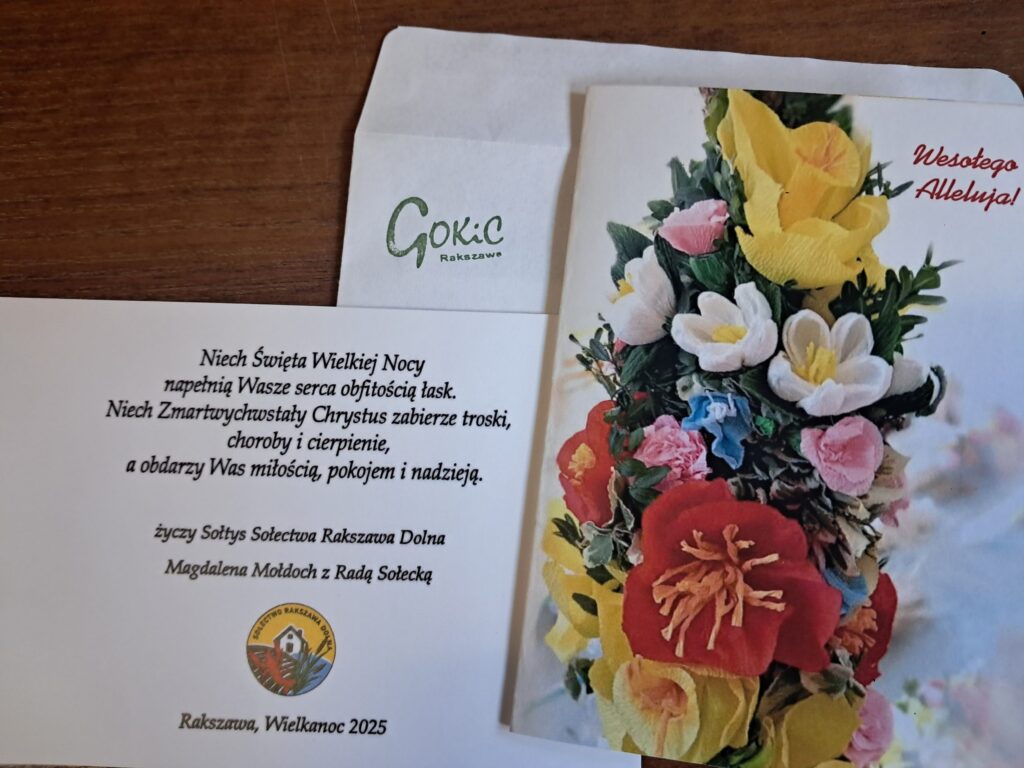 GOKiC
Rakszawa
Wesołego
Alleluja!
Niech Święta Wielkiej Nocy
napełnią Wasze serca obfitością łask.
Niech Zmartwychwstały Chrystus zabierze troski,
choroby i cierpienie,
a obdarzy Was miłością, pokojem i nadzieją.
życzy Sołtys Sołectwa Rakszawa Dolna
Magdalena Mołdoch z Radą Sołecką
SOŁECTWO RAKSZAWA DOLNA
Rakszawa, Wielkanoc 2025